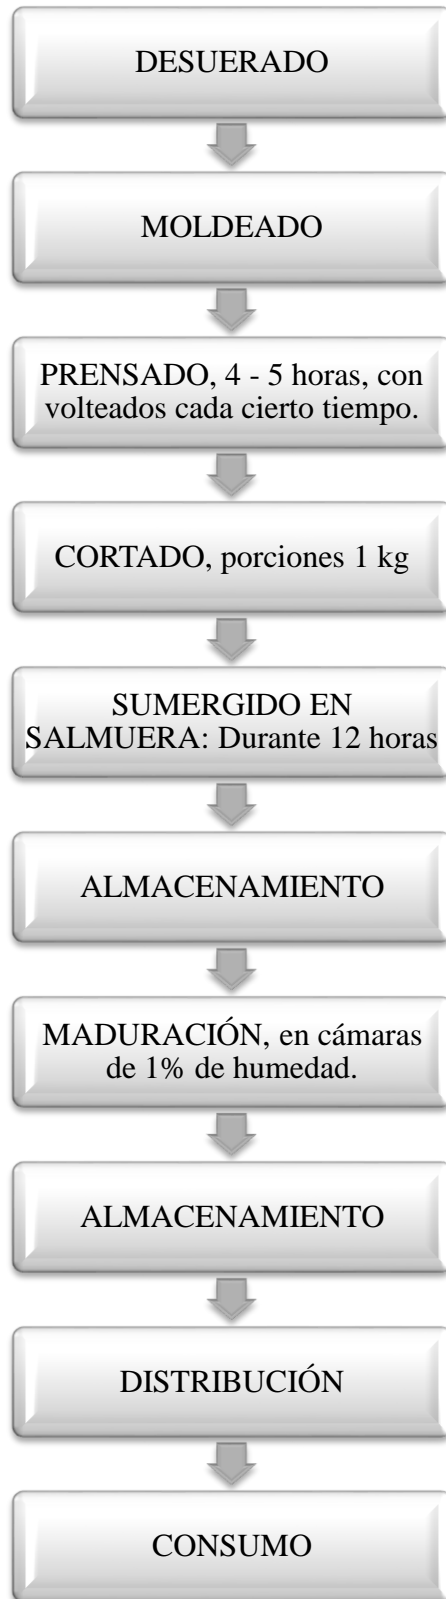 DESUERADO
MOLDEADO
PRENSADO, 4 - 5 horas, con
volteados cada cierto tiempo.
CORTADO, porciones 1 kg
SUMERGIDO EN
SALMUERA: Durante 12 horas
ALMACENAMIENTO
MADURACIÓN, en cámaras
de 1% de humedad.
ALMACENAMIENTO
DISTRIBUCIÓN
CONSUMO